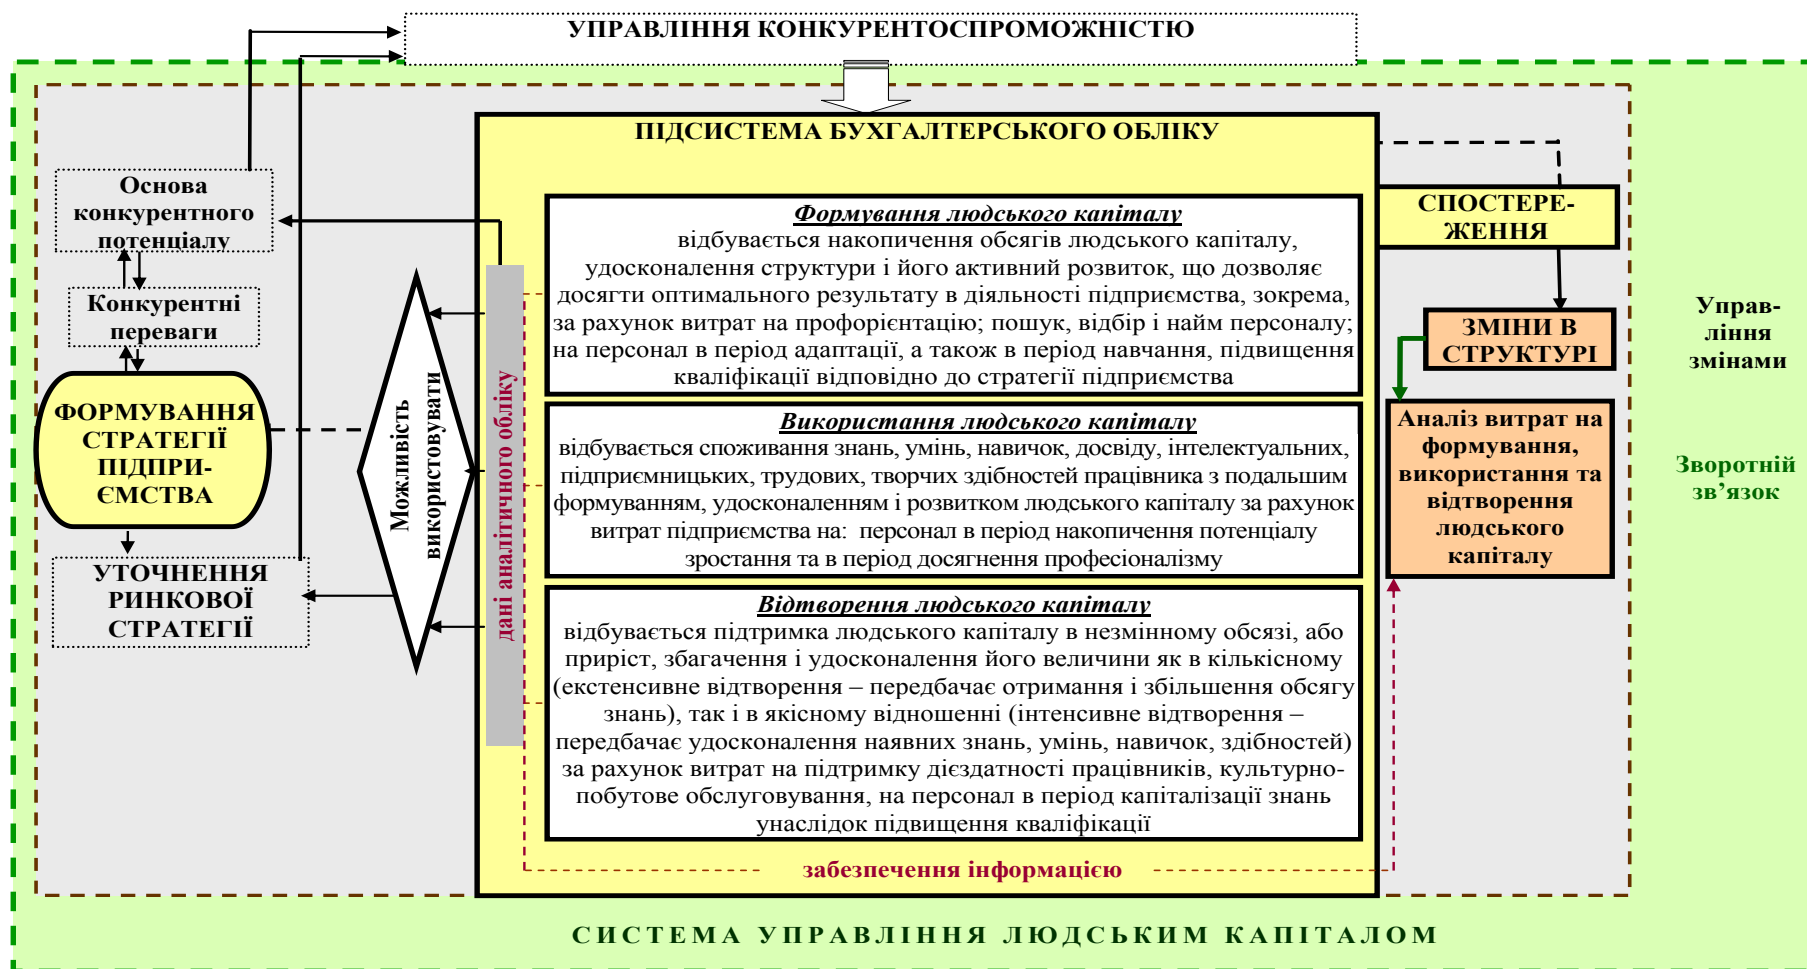 УПРАВЛІННЯ КОНКУРЕНТОСПРОМОЖНІСТЮ
ПІДСИСТЕМА БУХГАЛТЕРСЬКОГО ОБЛІКУ
Основа
конкурентного
потенціалу
Конкурентні
переваги
ФОРМУВАННЯ
СТРАТЕГІЇ
ПІДПРИ-
ЄМСТВА
УТОЧНЕННЯ
РИНКОВОЇ
СТРАТЕГІЇ
Можливість
використовувати
дані аналітичного обліку
Формування людського капіталу
відбувається накопичення обсягів людського капіталу,
удосконалення структури і його активний розвиток, що дозволяє
досягти оптимального результату в діяльності підприємства, зокрема,
за рахунок витрат на профорієнтацію; пошук, відбір і найм персоналу;
на персонал в період адаптації, а також в період навчання, підвищення
кваліфікації відповідно до стратегії підприємства
Використання людського капіталу
відбувається споживання знань, умінь, навичок, досвіду, інтелектуальних,
підприємницьких, трудових, творчих здібностей працівника з подальшим
формуванням, удосконаленням і розвитком людського капіталу за рахунок
витрат підприємства на: персонал в період накопичення потенціалу
зростання та в період досягнення професіоналізму
Відтворення людського капіталу
відбувається підтримка людського капіталу в незмінному обсязі, або
приріст, збагачення і удосконалення його величини як в кількісному
(екстенсивне відтворення – передбачає отримання і збільшення обсягу
знань), так і в якісному відношенні (інтенсивне відтворення –
передбачає удосконалення наявних знань, умінь, навичок, здібностей)
за рахунок витрат на підтримку дієздатності працівників, культурно-
побутове обслуговування, на персонал в період капіталізації знань
унаслідок підвищення кваліфікації
забезпечення інформацією
СПОСТЕРЕ-
ЖЕННЯ
ЗМІНИ В
СТРУКТУРІ
Аналіз витрат на
формування,
використання та
відтворення
людського
капіталу
Управ-
ління
змінами
Зворотній
зв’язок
СИСТЕМА УПРАВЛІННЯ ЛЮДСЬКИМ КАПІТАЛОМ